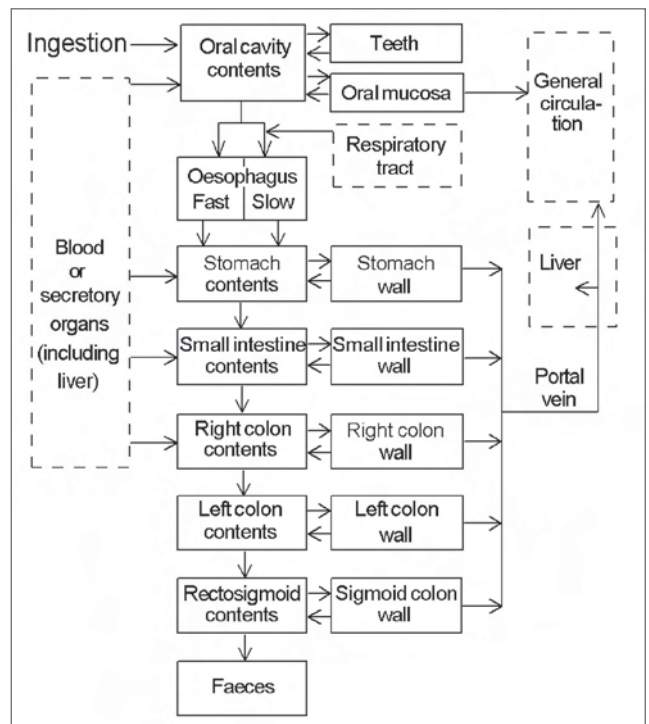 Ingestion
Oral cavity
contents
Teeth
Oral mucosa
General
circula-
tion
Respiratory
tract
Oesophagus
Fast
Slow
Blood
or
secretory
organs
(including
liver)
Stomach
contents
Stomach
wall
Liver
Small intestine
contents
Small intestine
wall
Portal
vein
Right colon
contents
Right colon
wall
Left colon
contents
Left colon
wall
Rectosigmoid
contents
Sigmoid colon
wall
Faeces